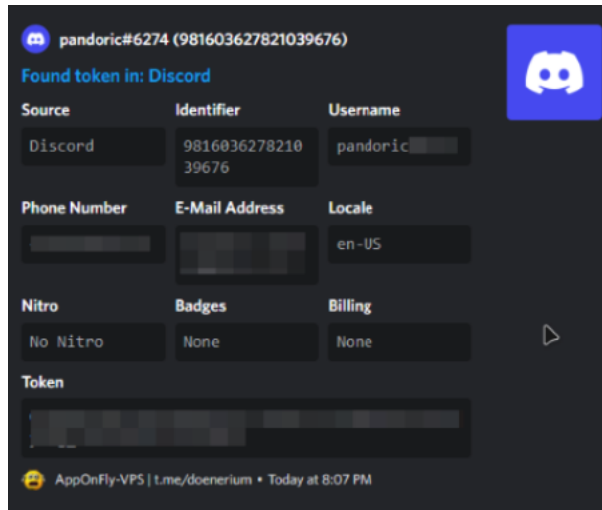 pandoric#6274 (981603627821039676)
Found token in: Discord
Source Identifier Username
Discord 9816036278210 pandoric
39676
Phone Number E-Mail Address Locale
en-US
Nitro Badges Billing
No Nitro None None
Token
AppOnFly-VPS | t.me/doenerium • Today at 8:07 PM